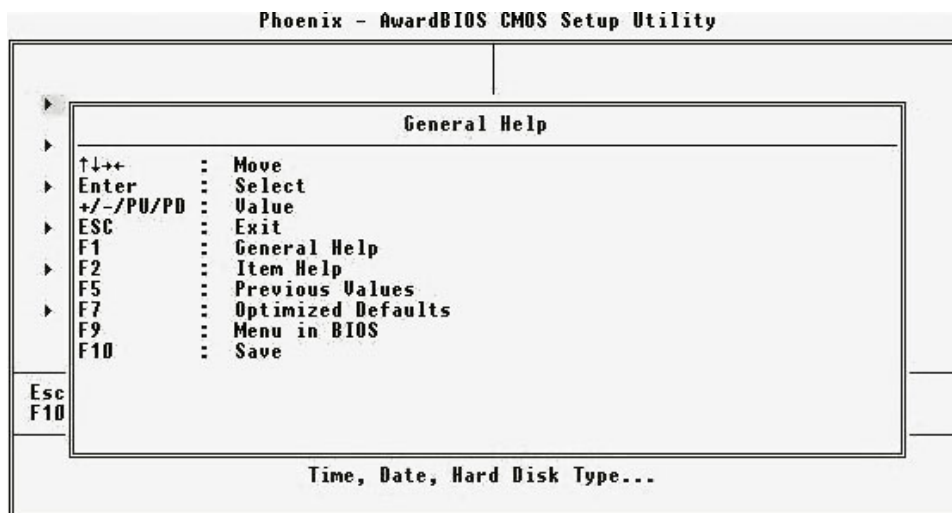 Phoenix - AwardBIOS CMOS Setup Utility
General Help
↑↓→← : Move
Enter : Select
+/-/PU/PD : Value
ESC : Exit
F1 : General Help
F2 : Item Help
F5 : Previous Values
F7 : Optimized Defaults
F9 : Menu in BIOS
F10 : Save
Esc
F10
Time, Date, Hard Disk Type...